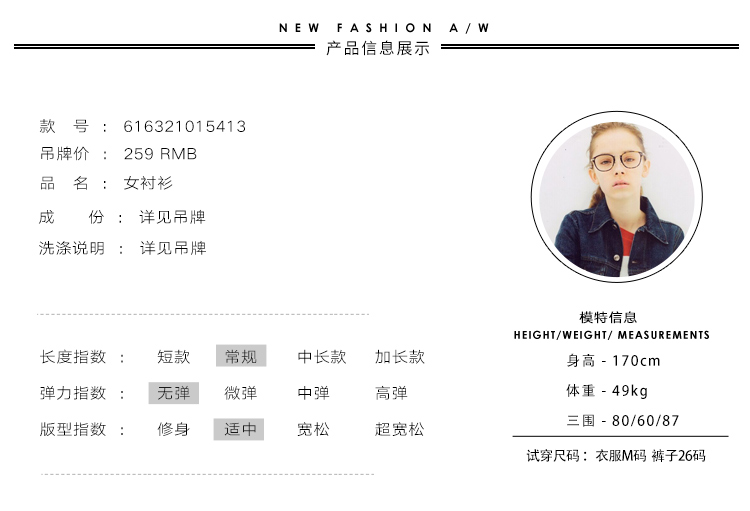 NEW FASHION A/W
产品信息展示
款 号 : 616321015413
吊牌价 : 259 RMB
品 名 : 女衬衫
成 份 : 详见吊牌
洗涤说明 : 详见吊牌
长度指数 : 短款 常规 中长款 加长款
弹力指数 : 无弹 微弹 中弹 高弹
版型指数 : 修身 适中 宽松 超宽松
模特信息
HEIGHT/WEIGHT/ MEASUREMENTS
身高 - 170cm
体重 - 49kg
三围 - 80/60/87
试穿尺码：衣服M码 裤子26码